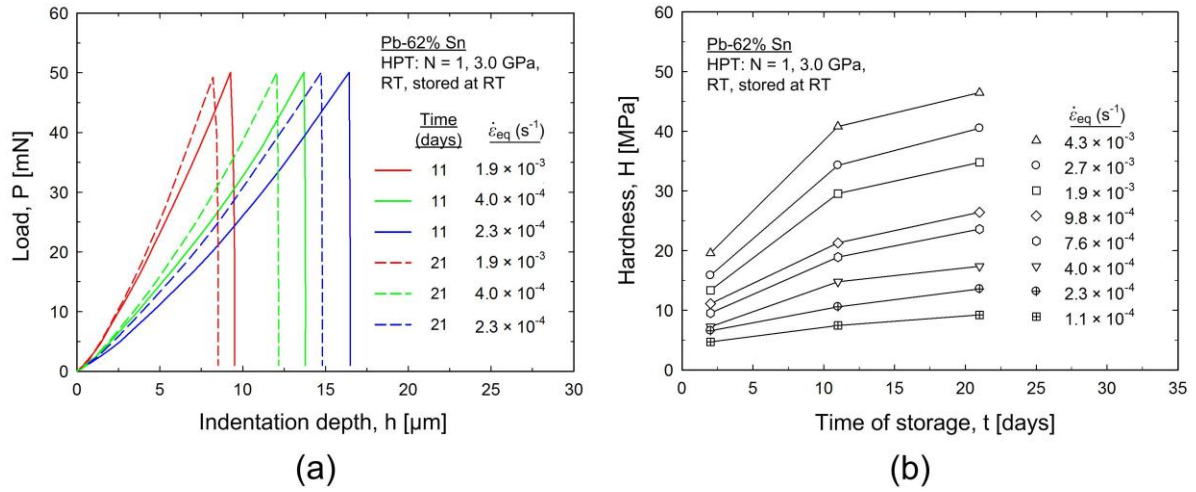 60
50
40
30
20
10
0
Load, P [mN]
Pb-62% Sn
HPT: N = 1, 3.0 GPa,
RT, stored at RT
Time (days) ε̇eq (s⁻¹)
11 1.9 × 10⁻³
11 4.0 × 10⁻⁴
11 2.3 × 10⁻⁴
21 1.9 × 10⁻³
21 4.0 × 10⁻⁴
21 2.3 × 10⁻⁴
0 5 10 15 20 25 30
Indentation depth, h [µm]
(a)
60
50
40
30
20
10
0
Hardness, H [MPa]
Pb-62% Sn
HPT: N = 1, 3.0 GPa,
RT, stored at RT
ε̇eq (s⁻¹)
4.3 × 10⁻³
2.7 × 10⁻³
1.9 × 10⁻³
9.8 × 10⁻⁴
7.6 × 10⁻⁴
4.0 × 10⁻⁴
2.3 × 10⁻⁴
1.1 × 10⁻⁴
0 5 10 15 20 25 30 35
Time of storage, t [days]
(b)